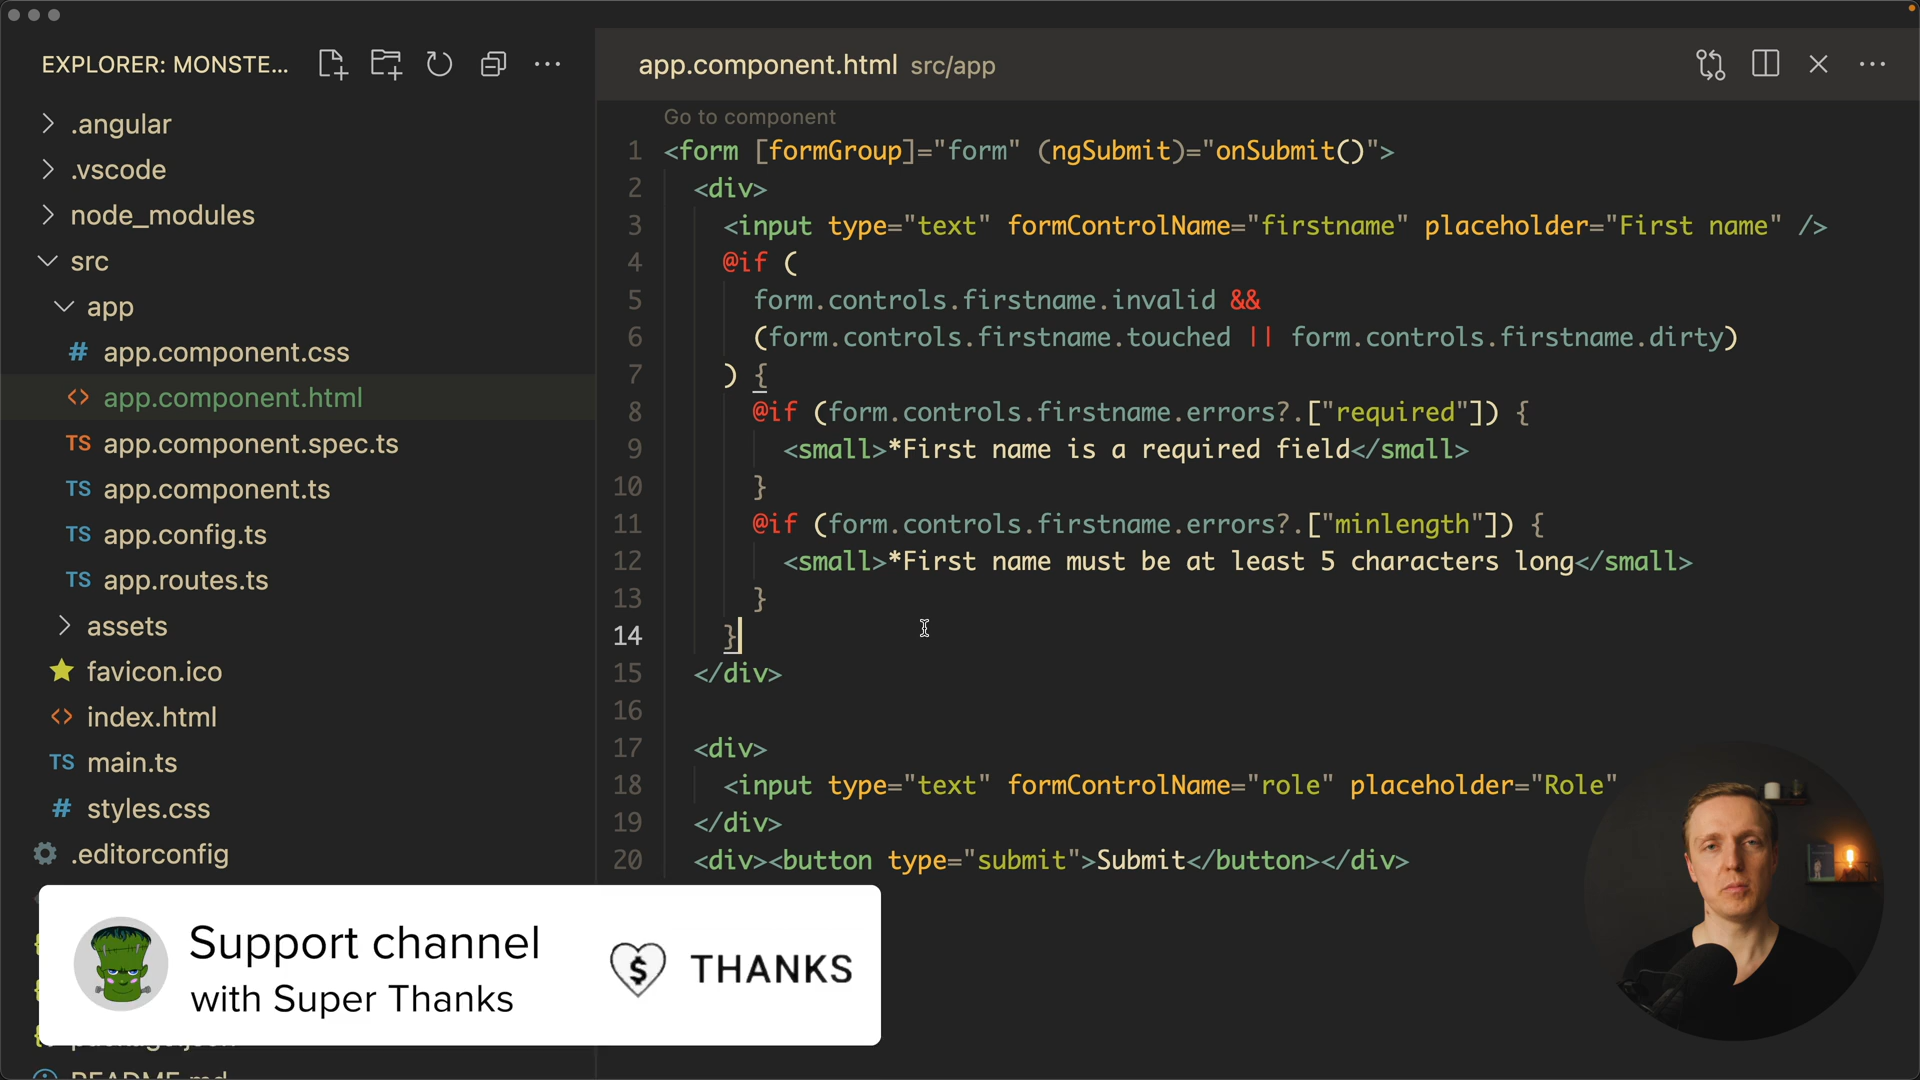 EXPLORER: MONSTE...
.angular
.vscode
node_modules
src
app
# app.component.css
<> app.component.html
TS app.component.spec.ts
TS app.component.ts
TS app.config.ts
TS app.routes.ts
assets
favicon.ico
<> index.html
TS main.ts
# styles.css
.editorconfig
Support channel
with Super Thanks
$ THANKS
app.component.html src/app
Go to component
1 <form [formGroup]="form" (ngSubmit)="onSubmit()">
2 <div>
3 <input type="text" formControlName="firstname" placeholder="First name" />
4 @if (
5 form.controls.firstname.invalid &&
6 (form.controls.firstname.touched || form.controls.firstname.dirty)
7 ) {
8 @if (form.controls.firstname.errors?.["required"]) {
9 <small>*First name is a required field</small>
10 }
11 @if (form.controls.firstname.errors?.["minlength"]) {
12 <small>*First name must be at least 5 characters long</small>
13 }
14 }
15 </div>
16
17 <div>
18 <input type="text" formControlName="role" placeholder="Role"
19 </div>
20 <div><button type="submit">Submit</button></div>